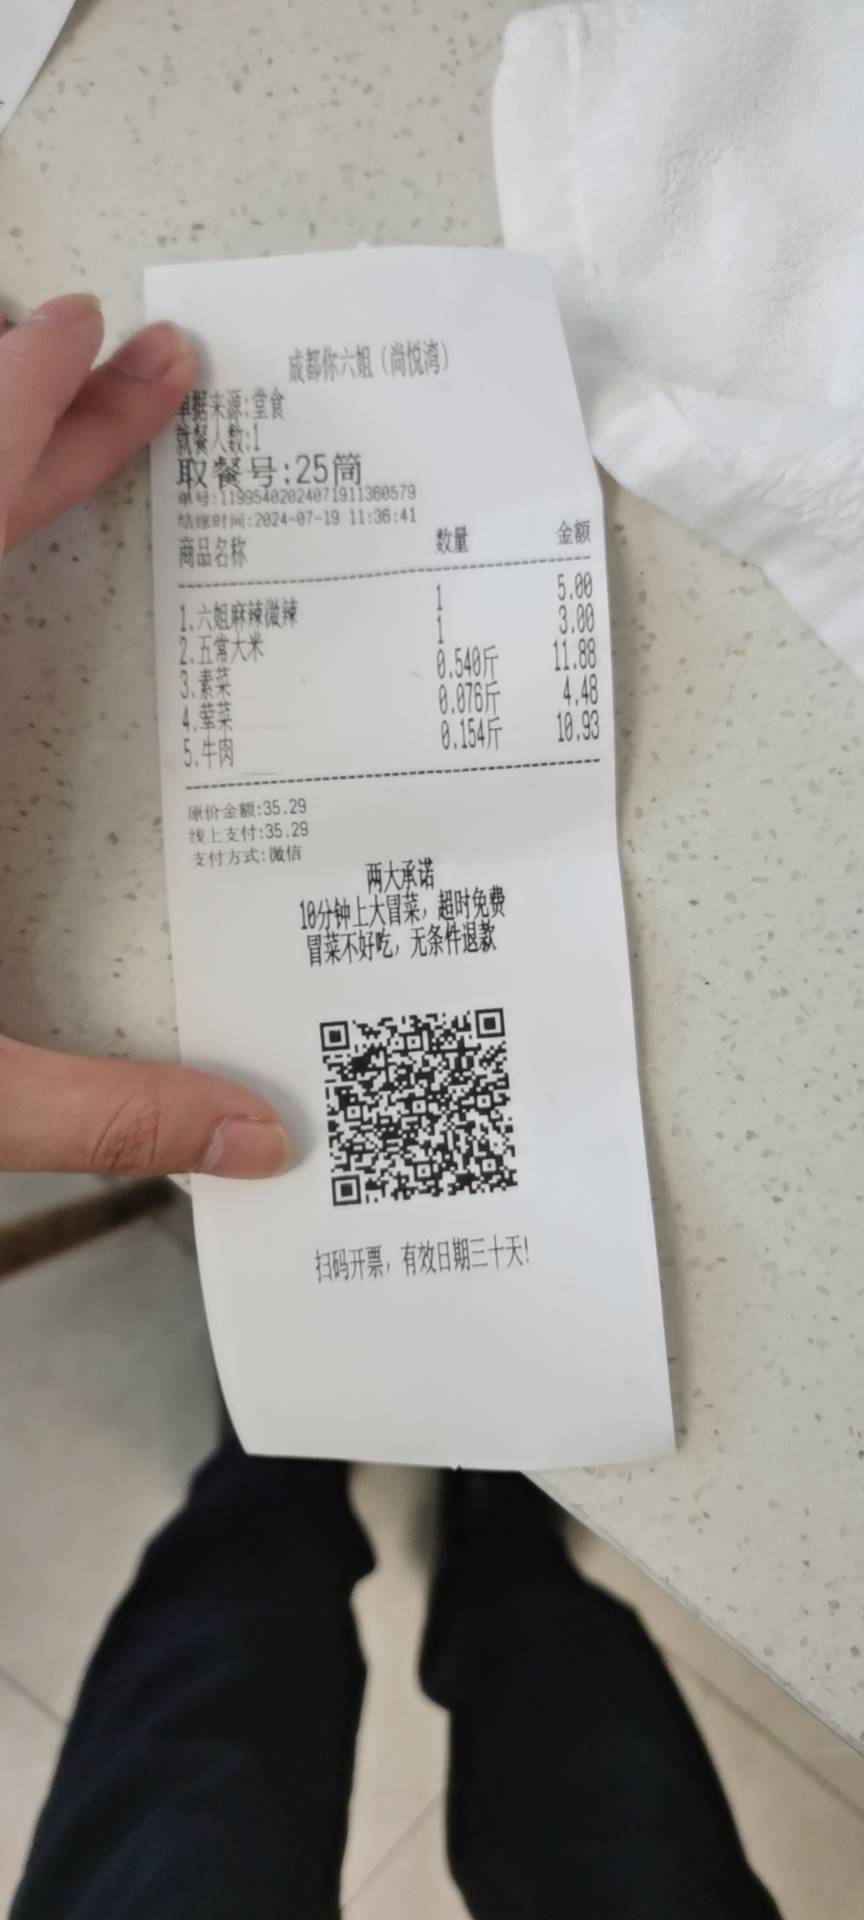 成都你六姐（尚悦湾）
单据来源:堂食
就餐人数:1
取餐号:25筒
单号:11995402024071911360579
结账时间:2024-07-19 11:36:41
商品名称 数量 金额
1.六姐麻辣微辣 1 5.00
2.五常大米 1 3.00
3.素菜 0.540斤 11.88
4.荤菜 0.076斤 4.48
5.牛肉 0.154斤 10.93
原价金额:35.29
线上支付:35.29
支付方式:微信
两大承诺
10分钟上大冒菜，超时免费
冒菜不好吃，无条件退款
扫码开票，有效日期三十天!